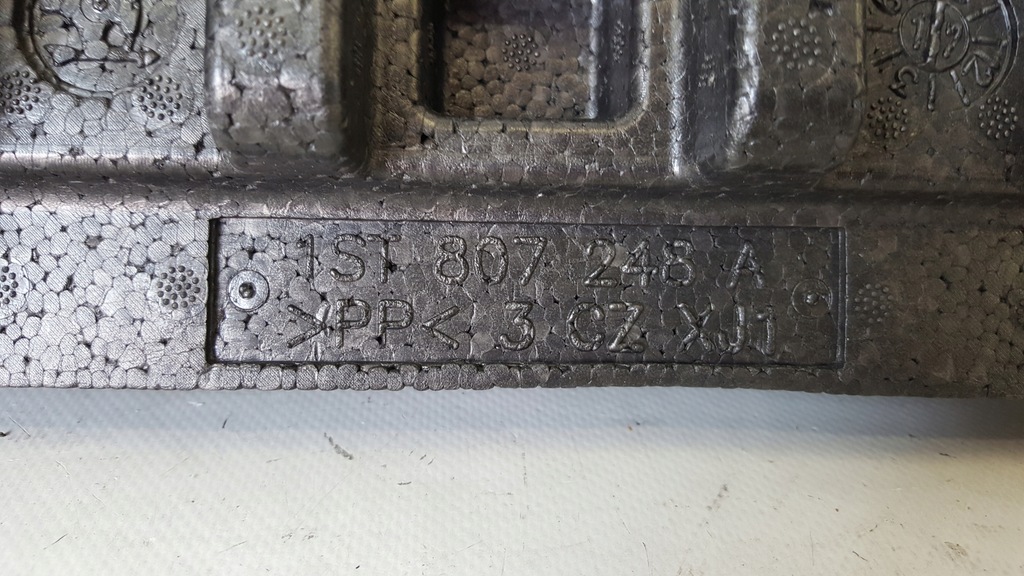 1ST 807 248 A
>PP< 3 CZ XJ1